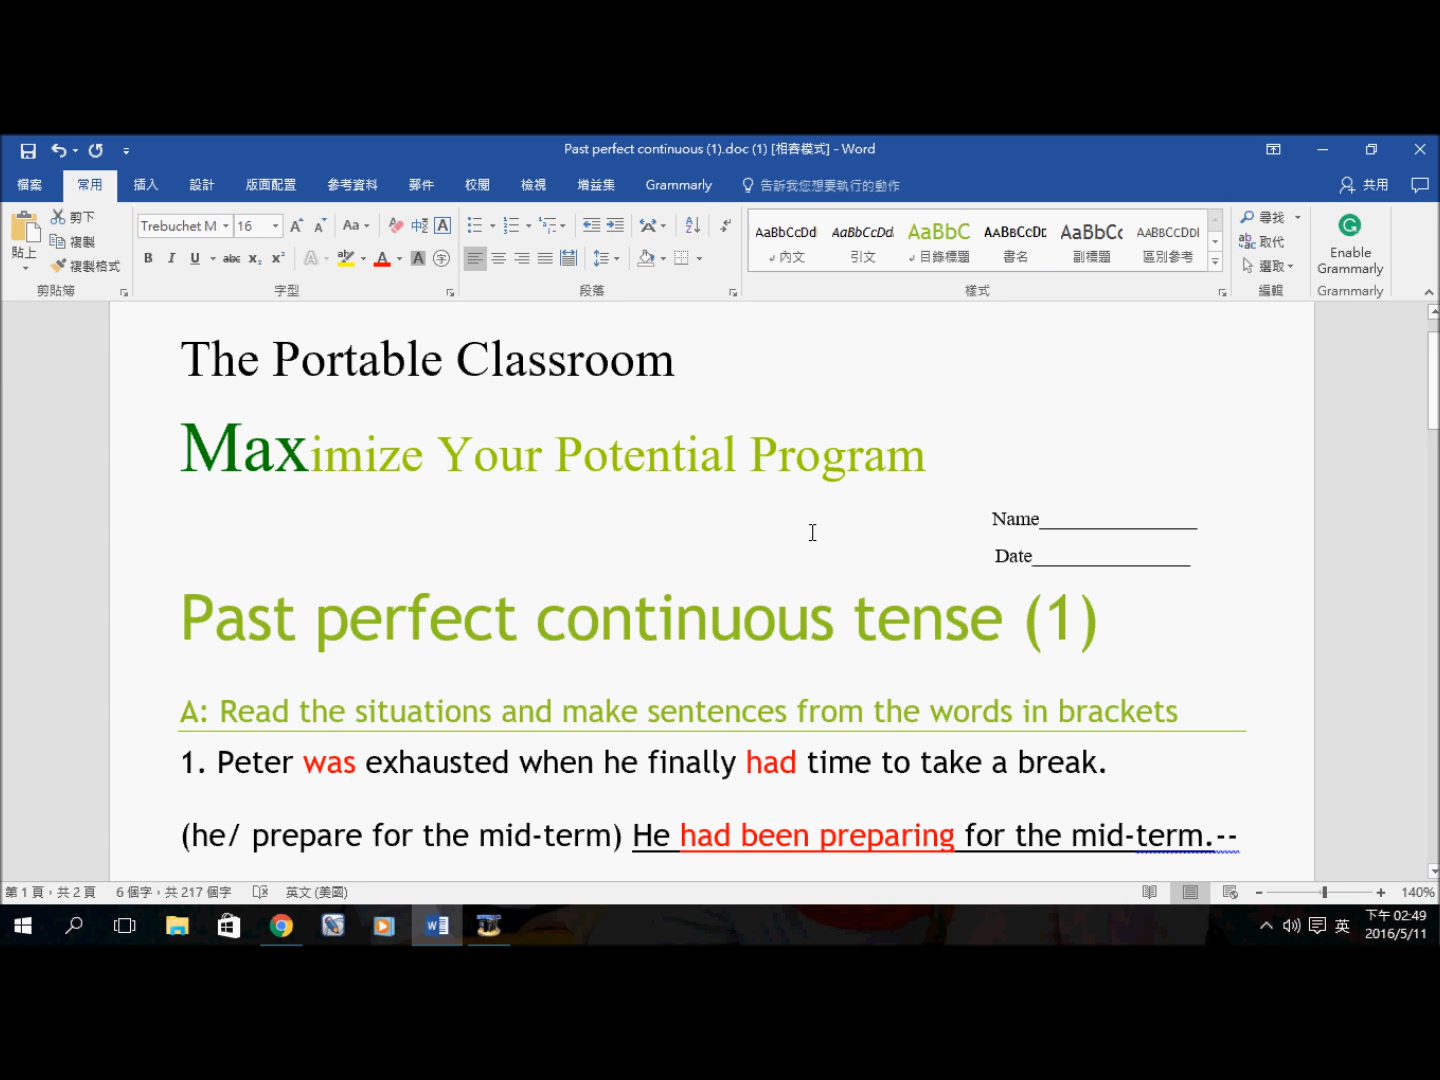 Past perfect continuous (1).doc (1) [相容模式] - Word
檔案 常用 插入 設計 版面配置 參考資料 郵件 校閱 檢視 增益集 Grammarly 告訴我您想要執行的動作 共用
貼上 剪下 複製 複製格式
剪貼簿
Trebuchet M 16
字型
段落
AaBbCcDd 內文 AaBbCcDd 引文 AaBbC 目錄標題 AaBbCcDc 書名 AaBbCc 副標題 AABBCCDDI 區別參考
樣式
尋找 取代 選取
編輯
Enable Grammarly
Grammarly
The Portable Classroom
Maximize Your Potential Program
Name
Date
Past perfect continuous tense (1)
A: Read the situations and make sentences from the words in brackets
1. Peter was exhausted when he finally had time to take a break.
(he/ prepare for the mid-term) He had been preparing for the mid-term.--
第 1 頁，共 2 頁 6 個字，共 217 個字 英文 (美國) 140%
英 下午 02:49
2016/5/11